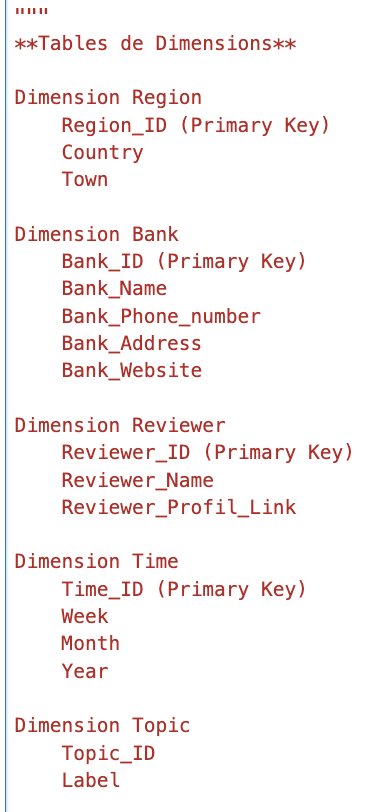 """
**Tables de Dimensions**
Dimension Region
Region_ID (Primary Key)
Country
Town
Dimension Bank
Bank_ID (Primary Key)
Bank_Name
Bank_Phone_number
Bank_Address
Bank_Website
Dimension Reviewer
Reviewer_ID (Primary Key)
Reviewer_Name
Reviewer_Profil_Link
Dimension Time
Time_ID (Primary Key)
Week
Month
Year
Dimension Topic
Topic_ID
Label